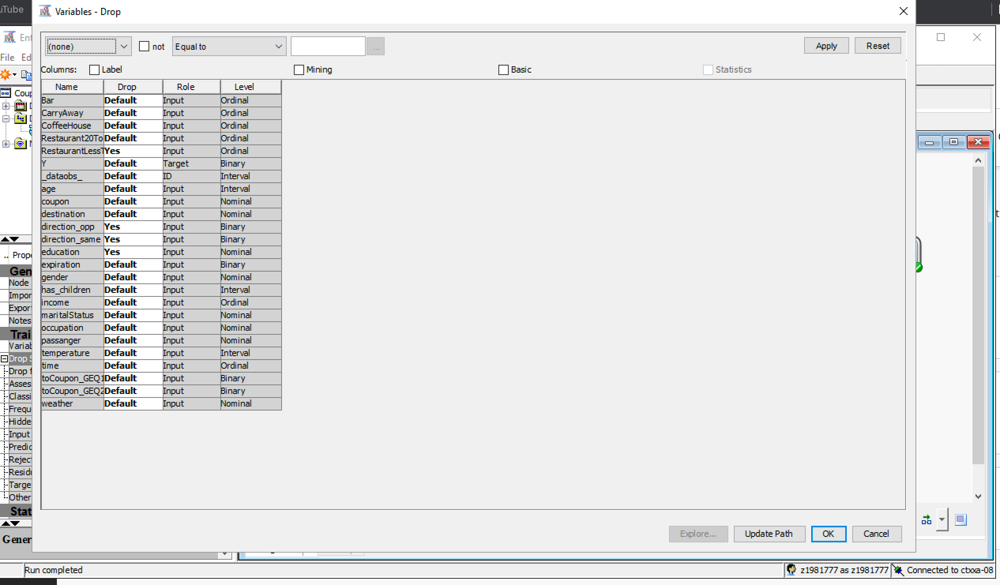 uTube
Variables - Drop
Ent
(none)
not
Equal to
...
Apply
Reset
File Ed
Columns:
Label
Mining
Basic
Statistics
Name Drop Role Level
Coup
Bar Default Input Ordinal
CarryAway Default Input Ordinal
CoffeeHouse Default Input Ordinal
Restaurant20To Default Input Ordinal
RestaurantLessT Yes Input Ordinal
Y Default Target Binary
_dataobs_ Default ID Interval
age Default Input Interval
coupon Default Input Nominal
destination Default Input Nominal
direction_opp Yes Input Binary
direction_same Yes Input Binary
education Yes Input Nominal
expiration Default Input Binary
gender Default Input Nominal
has_children Default Input Interval
income Default Input Ordinal
maritalStatus Default Input Nominal
occupation Default Input Nominal
passanger Default Input Nominal
temperature Default Input Interval
time Default Input Ordinal
toCoupon_GEQ1 Default Input Binary
toCoupon_GEQ2 Default Input Binary
weather Default Input Nominal
.. Prope
Gen
Node
Impor
Export
Notes
Trai
Variab
Drop S
Drop f
Asses
Classi
Frequ
Hidde
Input
Predic
Reject
Residu
Targe
Other
Stat
Gener
Explore...
Update Path
OK
Cancel
Run completed
z1981777 as z1981777
Connected to ctxxa-08